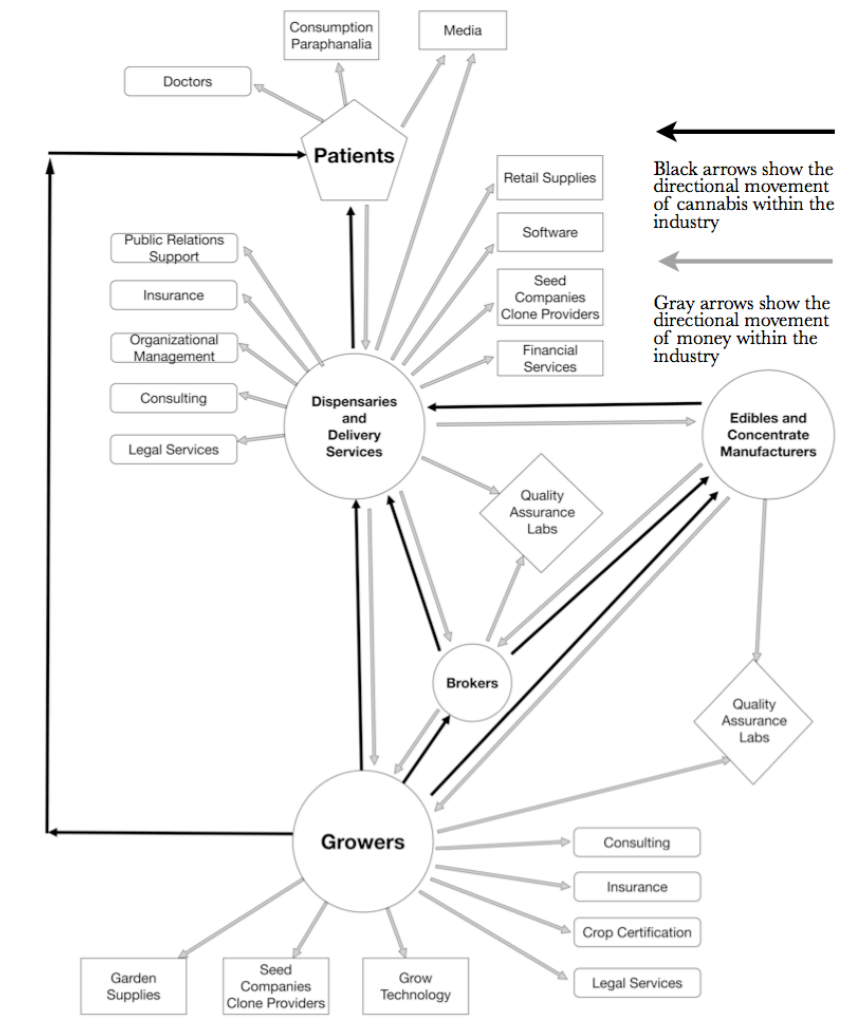 Consumption
Paraphanalia
Media
Doctors
Patients
Black arrows show the
directional movement
of cannabis within the
industry
Retail Supplies
Software
Public Relations
Support
Insurance
Seed
Companies
Clone Providers
Gray arrows show the
directional movement
of money within the
industry
Organizational
Management
Financial
Services
Consulting
Dispensaries
and
Delivery
Services
Edibles and
Concentrate
Manufacturers
Legal Services
Quality
Assurance
Labs
Brokers
Quality
Assurance
Labs
Growers
Consulting
Insurance
Crop Certification
Legal Services
Garden
Supplies
Seed
Companies
Clone Providers
Grow
Technology